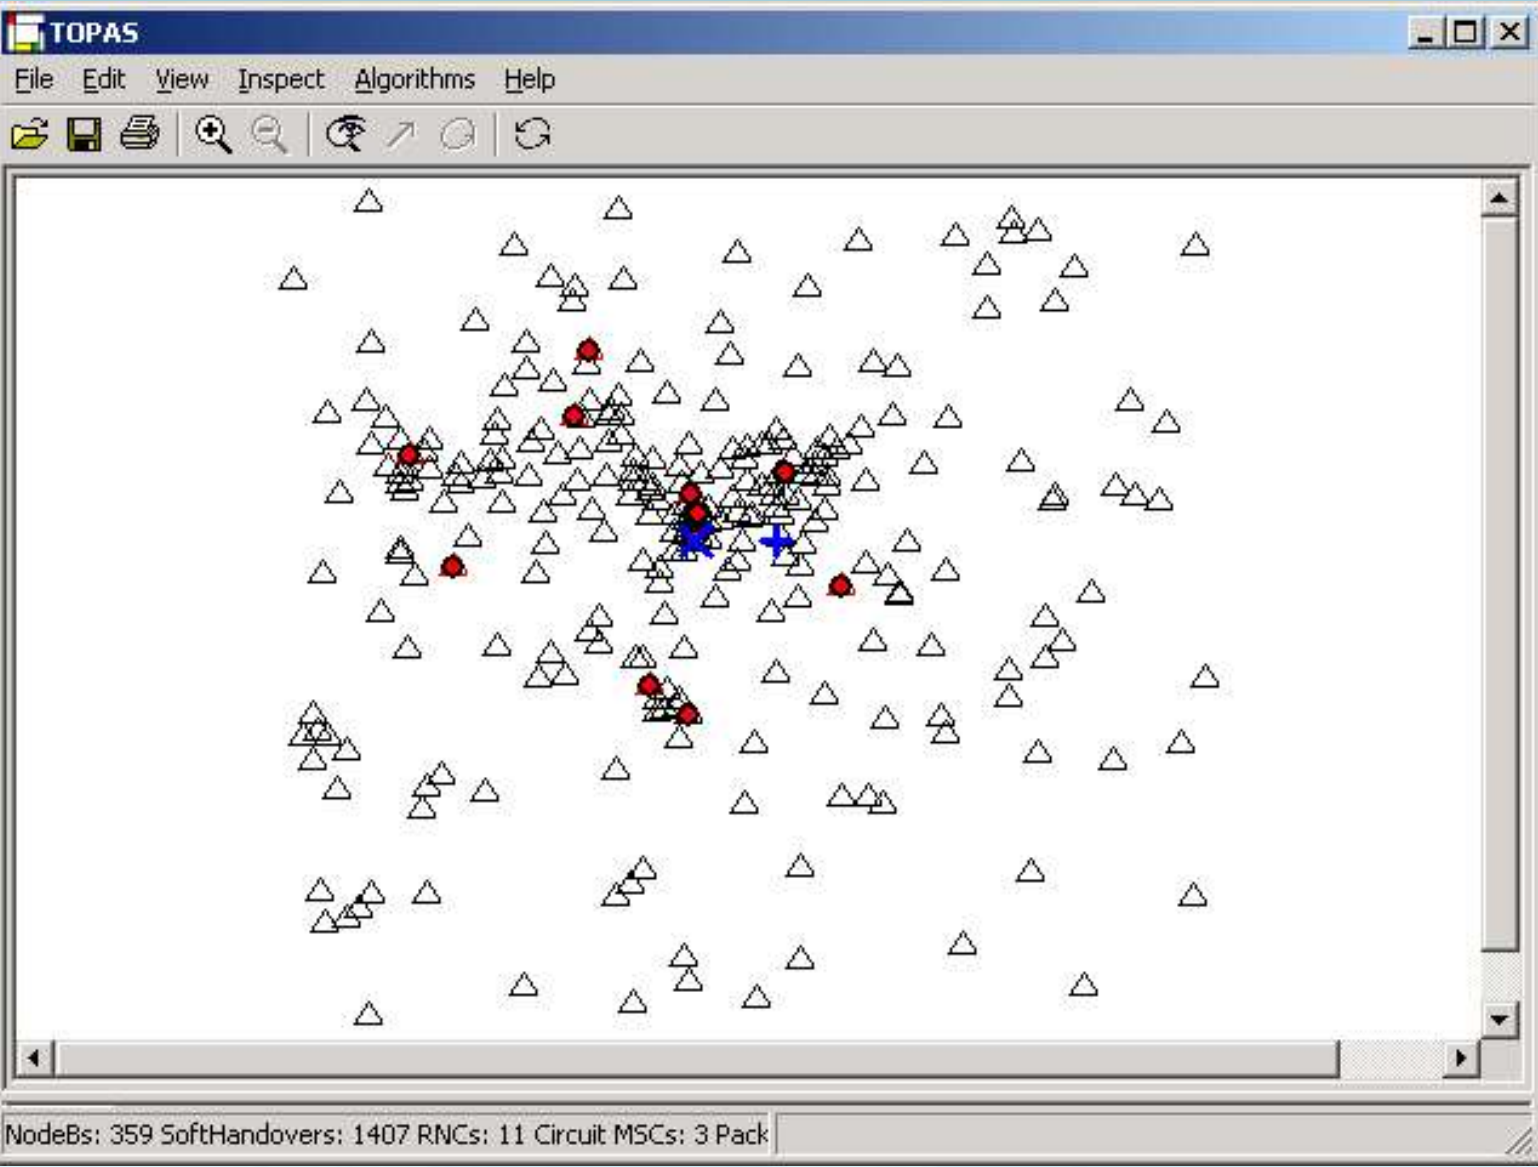 TOPAS
File Edit View Inspect Algorithms Help
NodeBs: 359 SoftHandovers: 1407 RNCs: 11 Circuit MSCs: 3 Pack